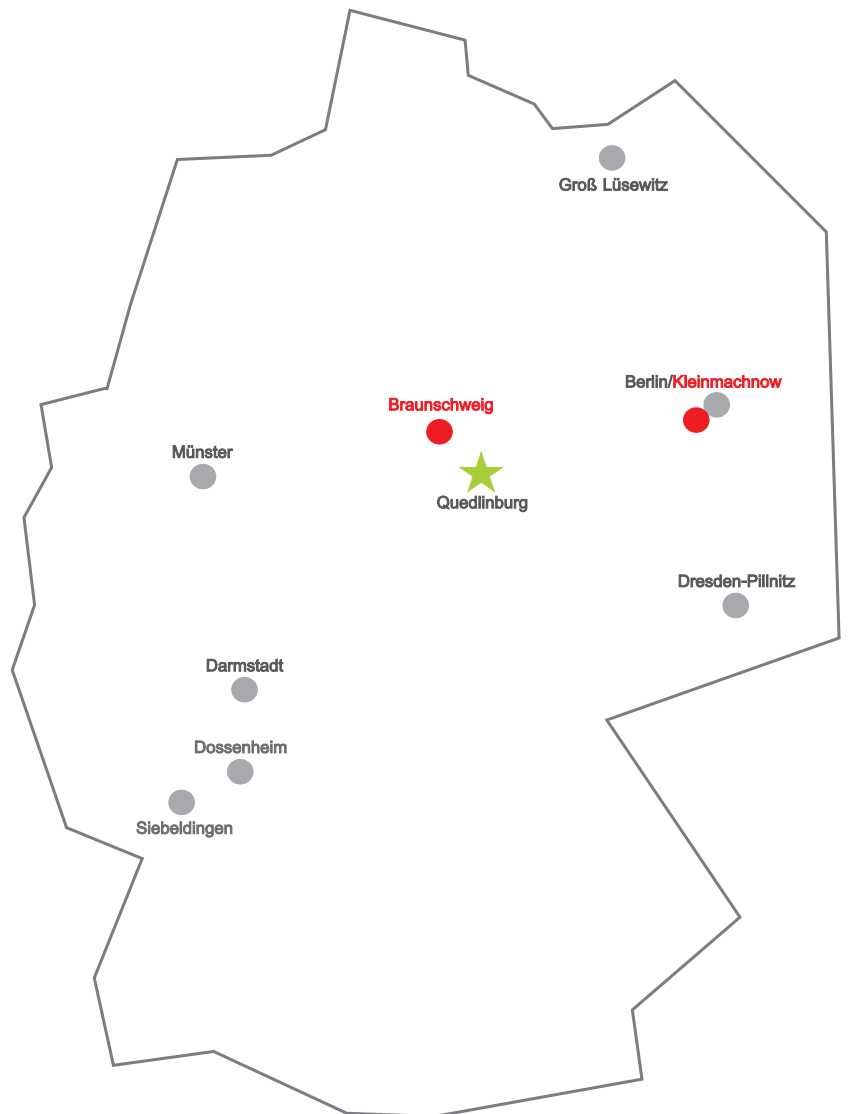 Groß Lüsewitz
Berlin/Kleinmachnow
Braunschweig
Münster
Quedlinburg
Dresden-Pillnitz
Darmstadt
Dossenheim
Siebeldingen